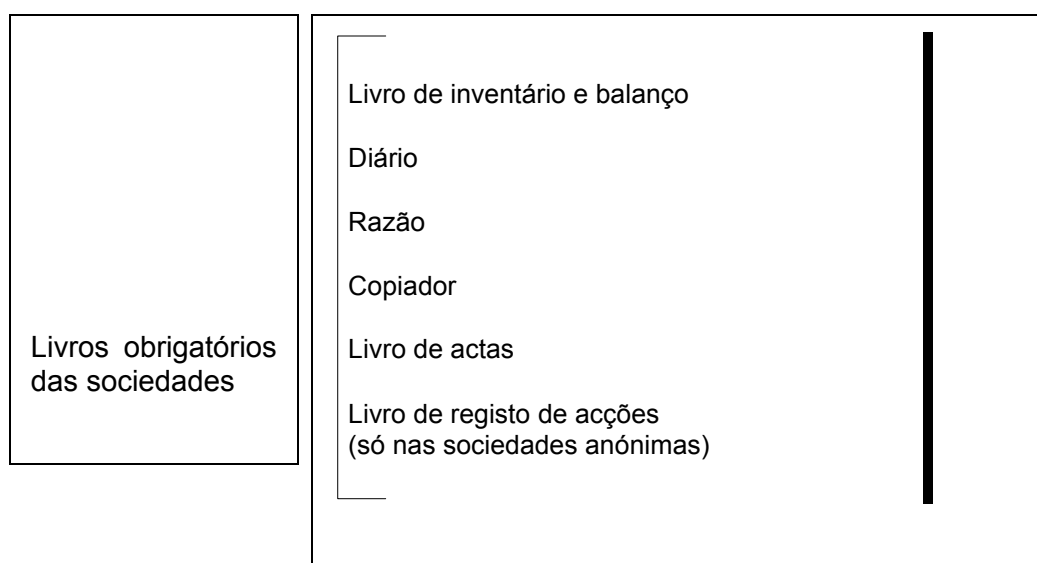 Livros obrigatórios
das sociedades
Livro de inventário e balanço
Diário
Razão
Copiador
Livro de actas
Livro de registo de acções
(só nas sociedades anónimas)